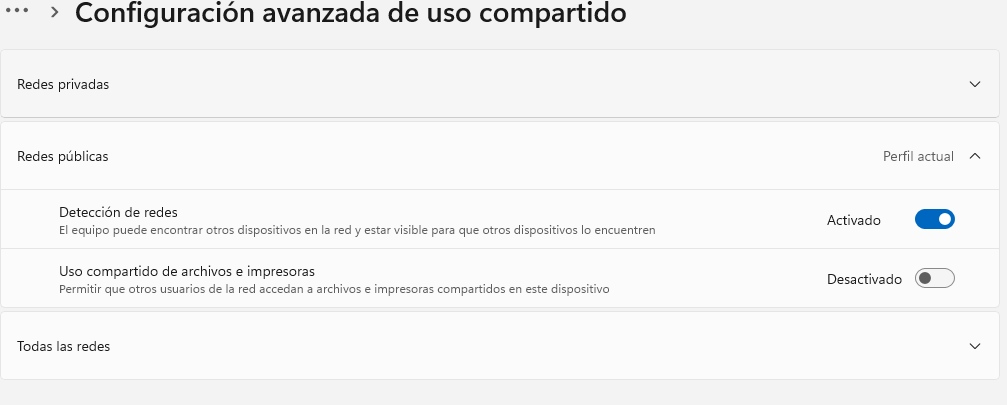 ··· > Configuración avanzada de uso compartido
Redes privadas
Redes públicas Perfil actual
Detección de redes
El equipo puede encontrar otros dispositivos en la red y estar visible para que otros dispositivos lo encuentren
Activado
Uso compartido de archivos e impresoras
Permitir que otros usuarios de la red accedan a archivos e impresoras compartidos en este dispositivo
Desactivado
Todas las redes